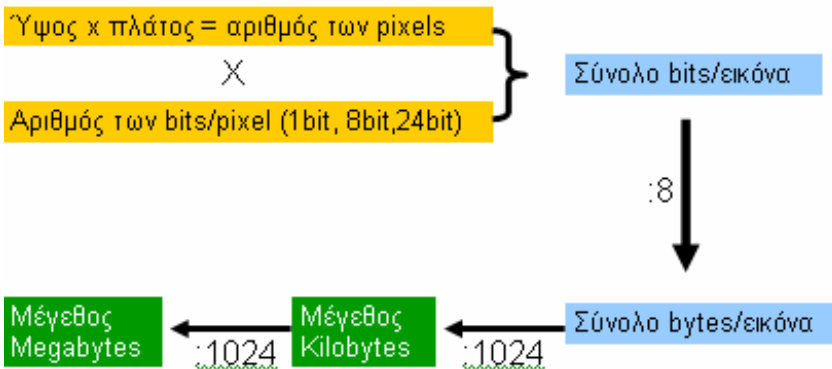 Ύψος x πλάτος = αριθμός των pixels
X
Αριθμός των bits/pixel (1bit, 8bit,24bit)
Σύνολο bits/εικόνα
:8
Σύνολο bytes/εικόνα
:1024
Μέγεθος
Kilobytes
:1024
Μέγεθος
Megabytes